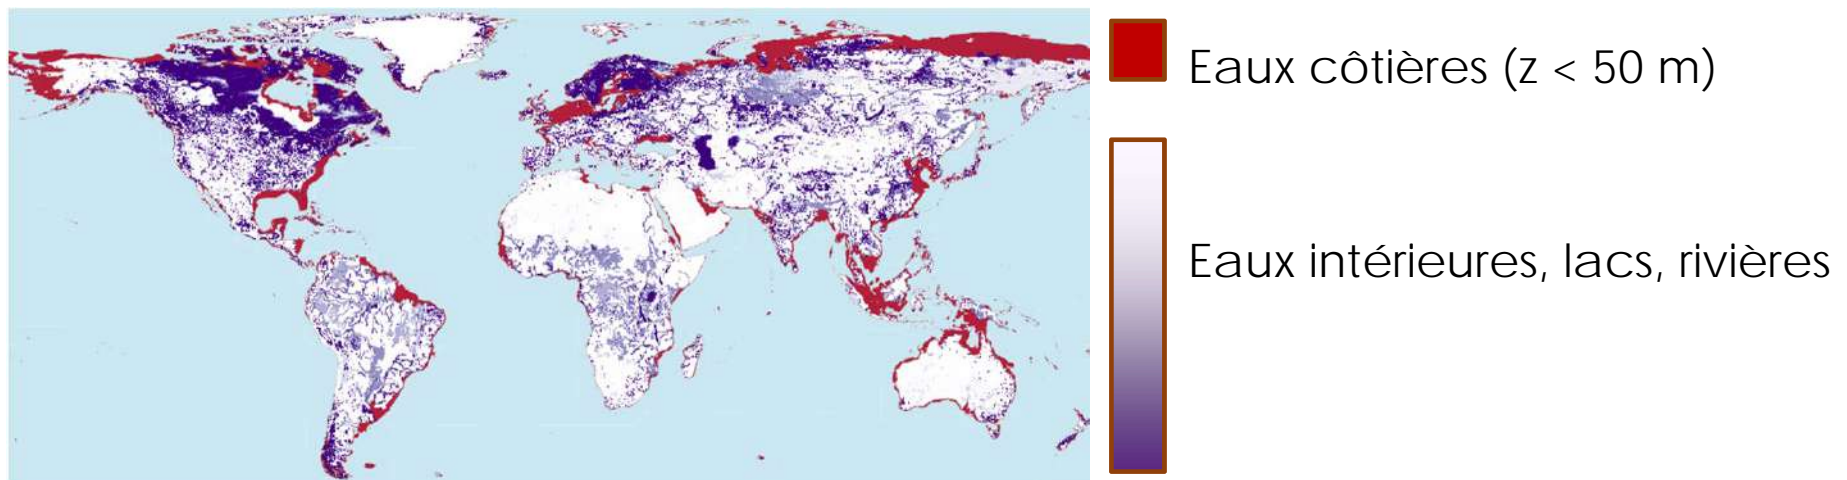 Eaux côtières (z < 50 m)
Eaux intérieures, lacs, rivières